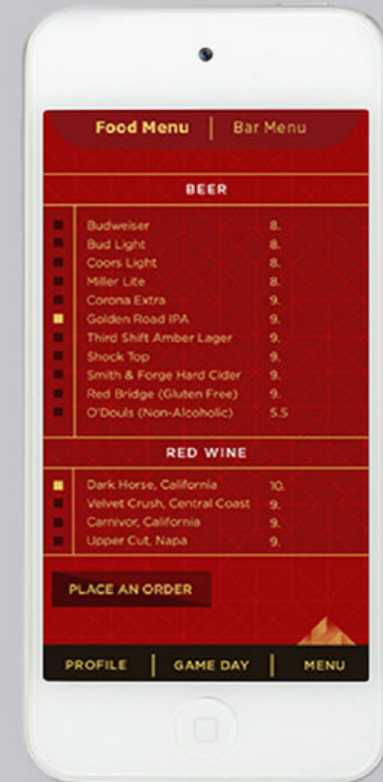 Food Menu | Bar Menu
BEER
Budweiser 8.
Bud Light 8.
Coors Light 8.
Miller Lite 8.
Corona Extra 9.
Golden Road IPA 9.
Third Shift Amber Lager 9.
Shock Top 9.
Smith & Forge Hard Cider 9.
Red Bridge (Gluten Free) 9.
O'Douls (Non-Alcoholic) 5.5
RED WINE
Dark Horse, California 10.
Velvet Crush, Central Coast 9.
Carnivor, California 9.
Upper Cut, Napa 9.
PLACE AN ORDER
PROFILE | GAME DAY | MENU